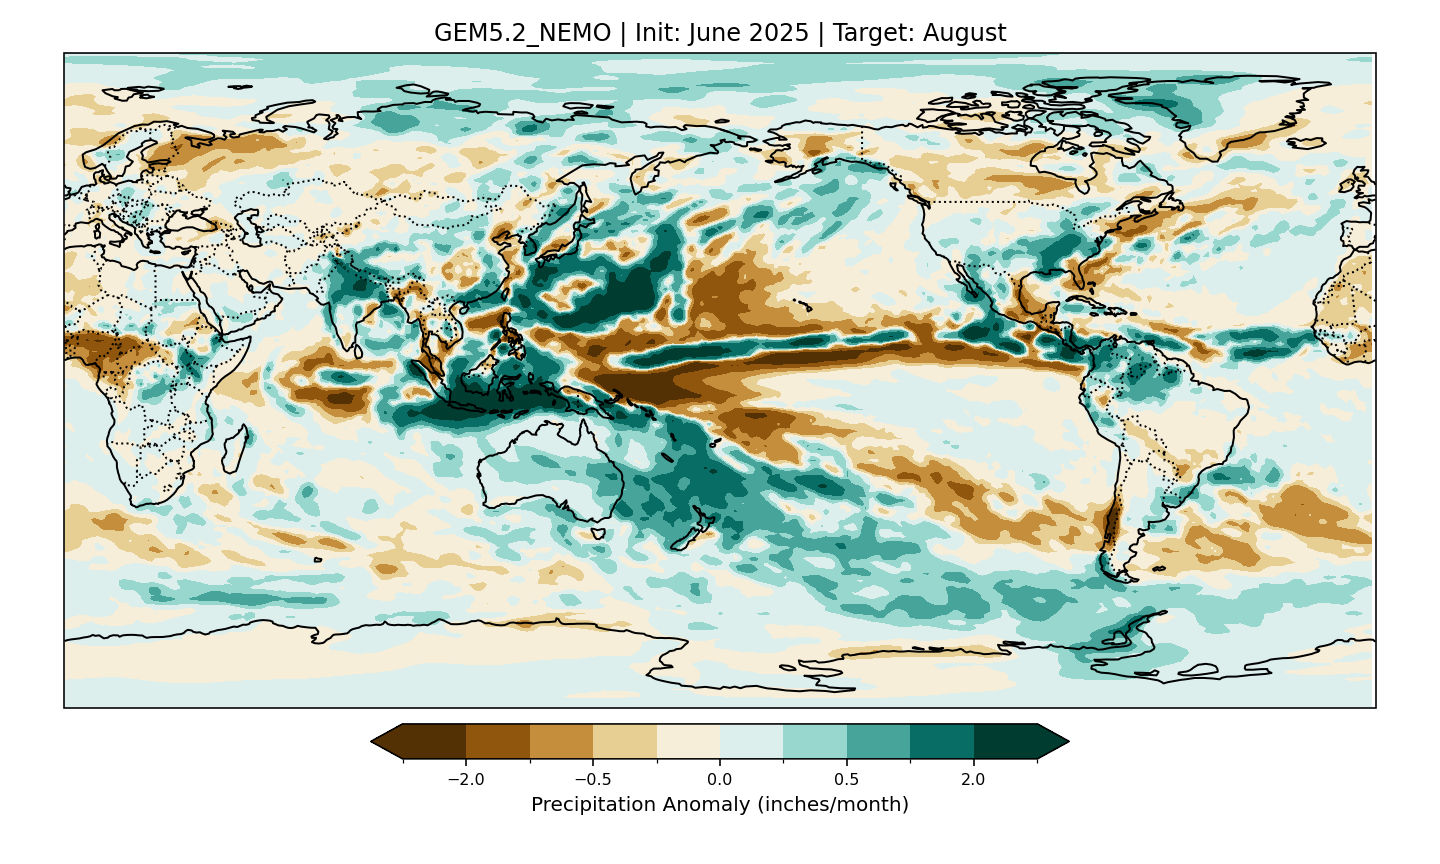 GEM5.2_NEMO | Init: June 2025 | Target: August
−2.0 −0.5 0.0 0.5 2.0
Precipitation Anomaly (inches/month)